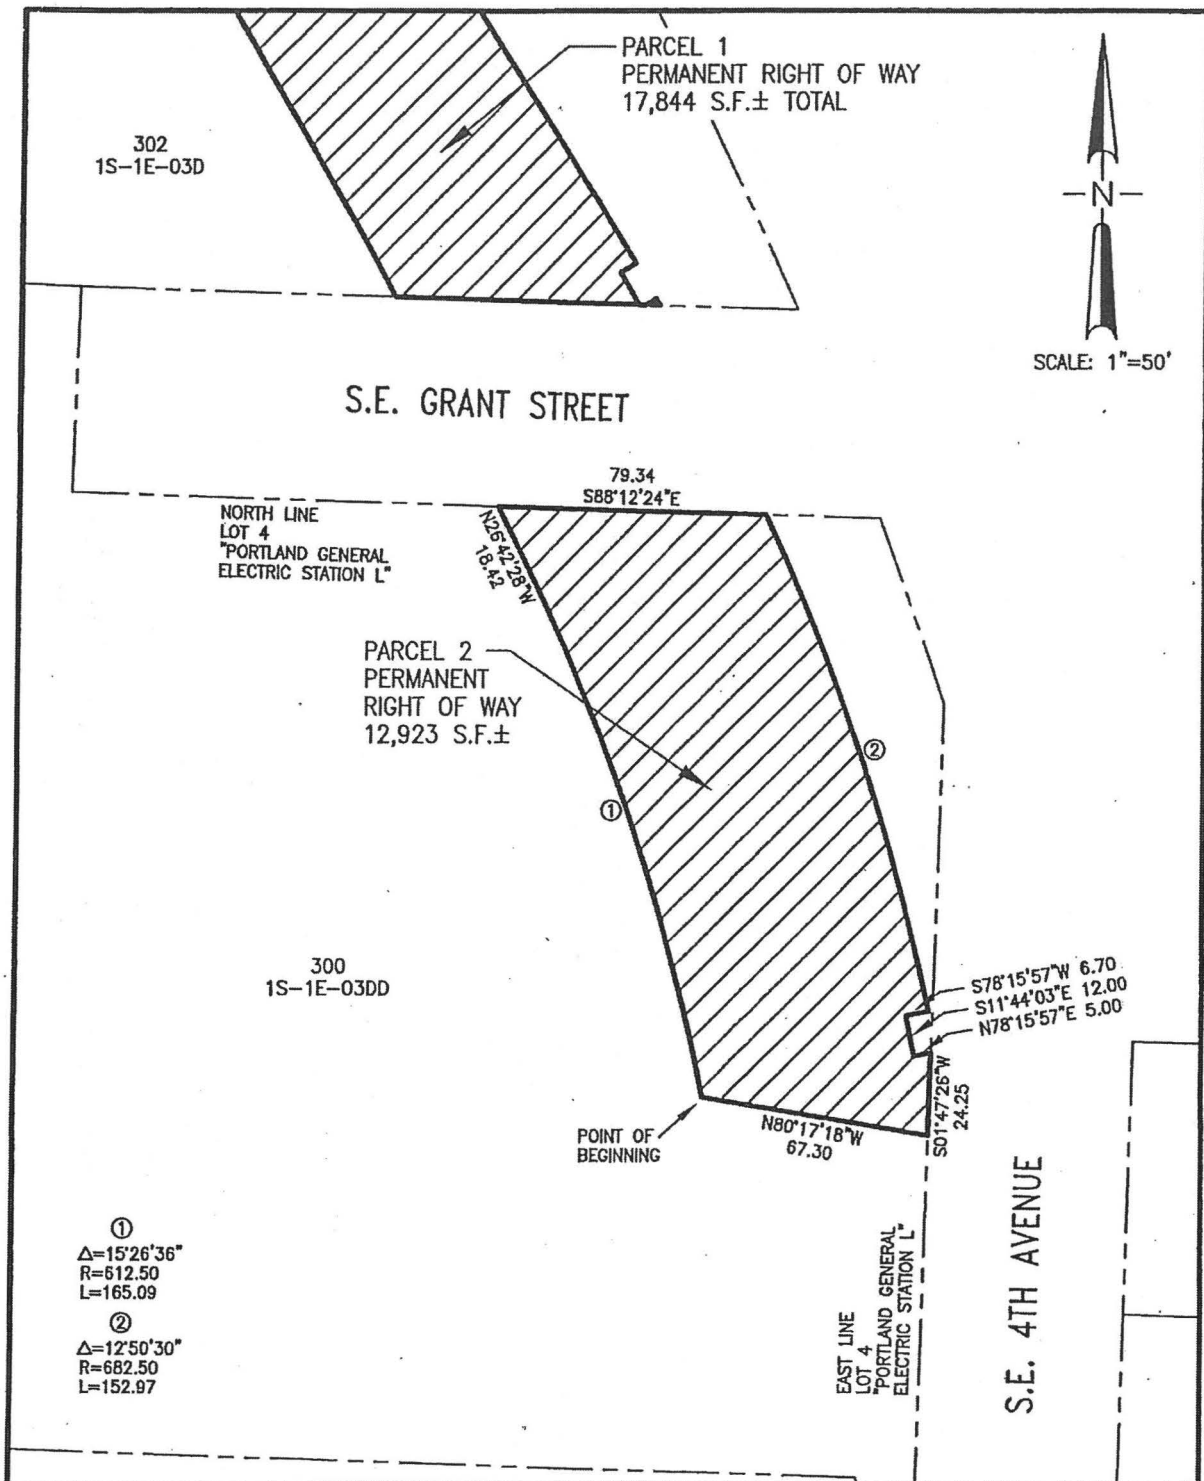 PARCEL 1
PERMANENT RIGHT OF WAY
17,844 S.F.± TOTAL
302
1S-1E-03D
N
SCALE: 1"=50'
S.E. GRANT STREET
79.34
S88°12'24"E
NORTH LINE
LOT 4
"PORTLAND GENERAL
ELECTRIC STATION L"
N26°42'28"W
18.42
PARCEL 2
PERMANENT
RIGHT OF WAY
12,923 S.F.±
②
①
300
1S-1E-03DD
S78°15'57"W 6.70
S11°44'03"E 12.00
N78°15'57"E 5.00
S01°47'26"W
24.25
N80°17'18"W
67.30
POINT OF
BEGINNING
①
Δ=15°26'36"
R=612.50
L=165.09
②
Δ=12°50'30"
R=682.50
L=152.97
EAST LINE
LOT 4
"PORTLAND GENERAL
ELECTRIC STATION L"
S.E. 4TH AVENUE